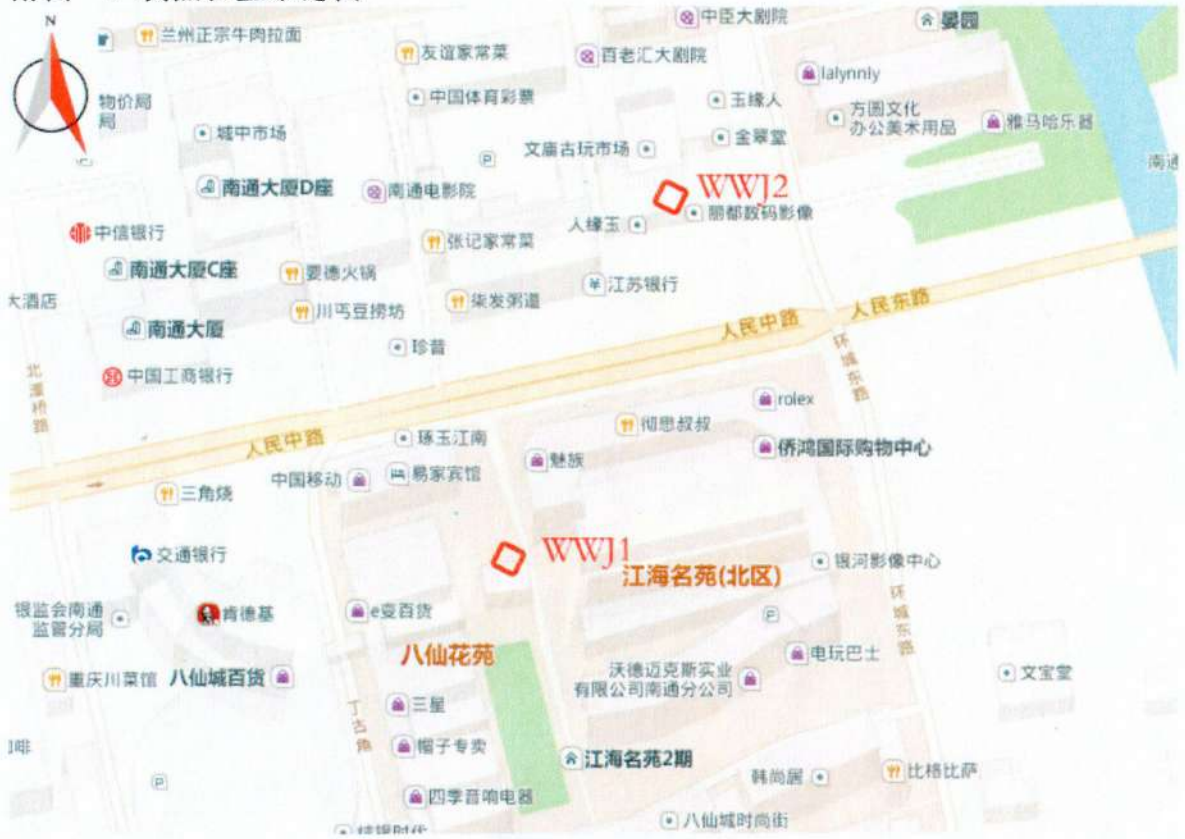 N
中臣大剧院
晏园
兰州正宗牛肉拉面
友谊家常菜
百老汇大剧院
lalynnly
物价局
局
中国体育彩票
玉缘人
方圆文化
办公美术用品
雅马哈乐器
城中市场
金翠堂
P
文庙古玩市场
南通
南通大厦D座
南通电影院
WWJ2
丽都数码影像
人缘玉
中信银行
张记家常菜
南通大厦C座
要德火锅
江苏银行
大酒店
川丐豆捞坊
柒发粥道
人民东路
人民中路
南通大厦
珍昔
环城东路
中国工商银行
北濠桥路
rolex
彻思叔叔
人民中路
琢玉江南
侨鸿国际购物中心
魅族
中国移动
易家宾馆
三角烧
WWJ1
交通银行
银河影像中心
江海名苑(北区)
环城东路
银监会南通
监管分局
肯德基
e变百货
P
八仙花苑
电玩巴士
沃德迈克斯实业
有限公司南通分公司
文宝堂
重庆川菜馆
八仙城百货
三星
丁古角
帽子专卖
江海名苑2期
韩尚居
比格比萨
P
四季音响电器
八仙城时尚街